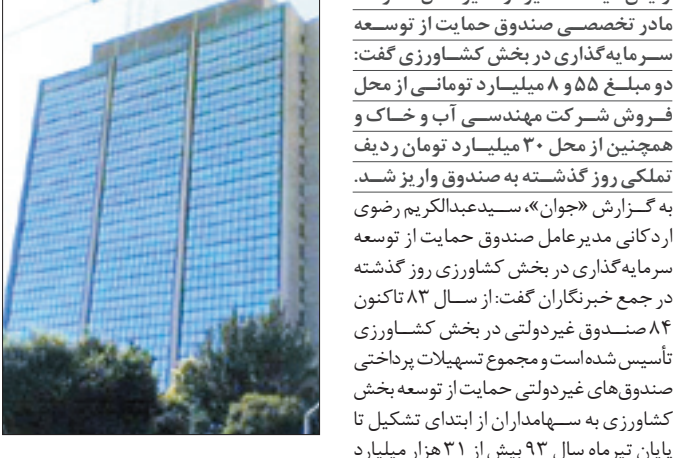 مادر تخصصی صندوق حمایت از توسعه
سرمایه‌گذاری در بخش کشاورزی گفت:
دو مبلغ ۵۵ و ۸ میلیارد تومانی از محل
فروش شرکت مهندسی آب و خاک و
همچنین از محل ۳۰ میلیارد تومان ردیف
تملکی روز گذشته به صندوق واریز شد.
به گزارش «جوان»، سیدعبدالکریم رضوی
اردکانی مدیرعامل صندوق حمایت از توسعه
سرمایه‌گذاری در بخش کشاورزی روز گذشته
در جمع خبرنگاران گفت: از سال ۸۳ تاکنون
۸۴ صندوق غیردولتی در بخش کشاورزی
تأسیس شده‌است و مجموع تسهیلات پرداختی
صندوق‌های غیردولتی حمایت از توسعه بخش
کشاورزی به سهامداران از ابتدای تشکیل تا
پایان تیرماه سال ۹۳ بیش از ۳۱ هزار میلیارد